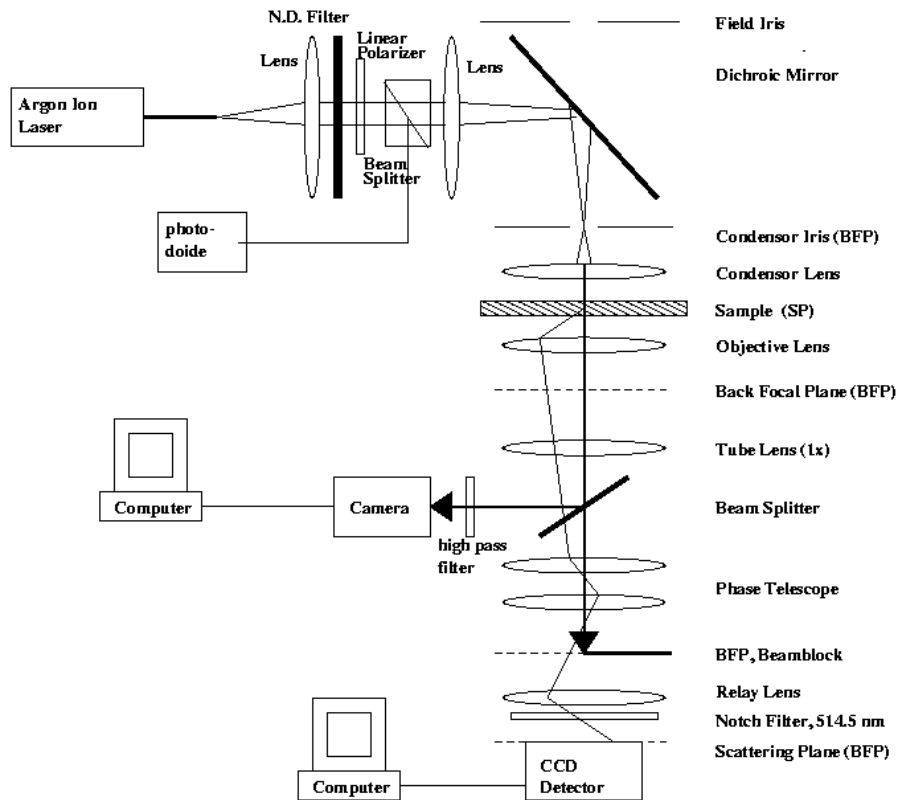 N.D. Filter
Linear
Polarizer
Lens
Lens
Argon Ion
Laser
Beam
Splitter
photo-
doide
Field Iris
Dichroic Mirror
Condensor Iris (BFP)
Condensor Lens
Sample (SP)
Objective Lens
Back Focal Plane (BFP)
Tube Lens (1x)
Beam Splitter
Computer
Camera
high pass
filter
Phase Telescope
BFP, Beamblock
Relay Lens
Notch Filter, 514.5 nm
Scattering Plane (BFP)
CCD
Detector
Computer